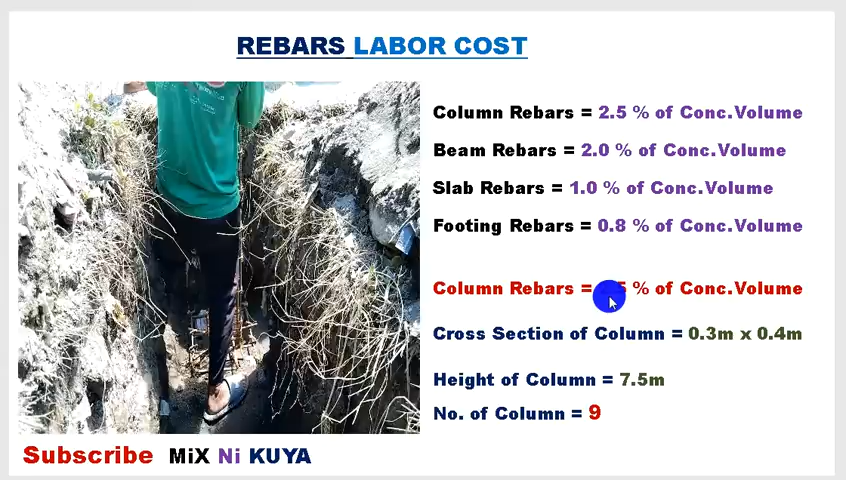 REBARS LABOR COST
Column Rebars = 2.5 % of Conc.Volume
Beam Rebars = 2.0 % of Conc.Volume
Slab Rebars = 1.0 % of Conc.Volume
Footing Rebars = 0.8 % of Conc.Volume
Column Rebars = % of Conc.Volume
Cross Section of Column = 0.3m x 0.4m
Height of Column = 7.5m
No. of Column = 9
Subscribe MiX Ni KUYA